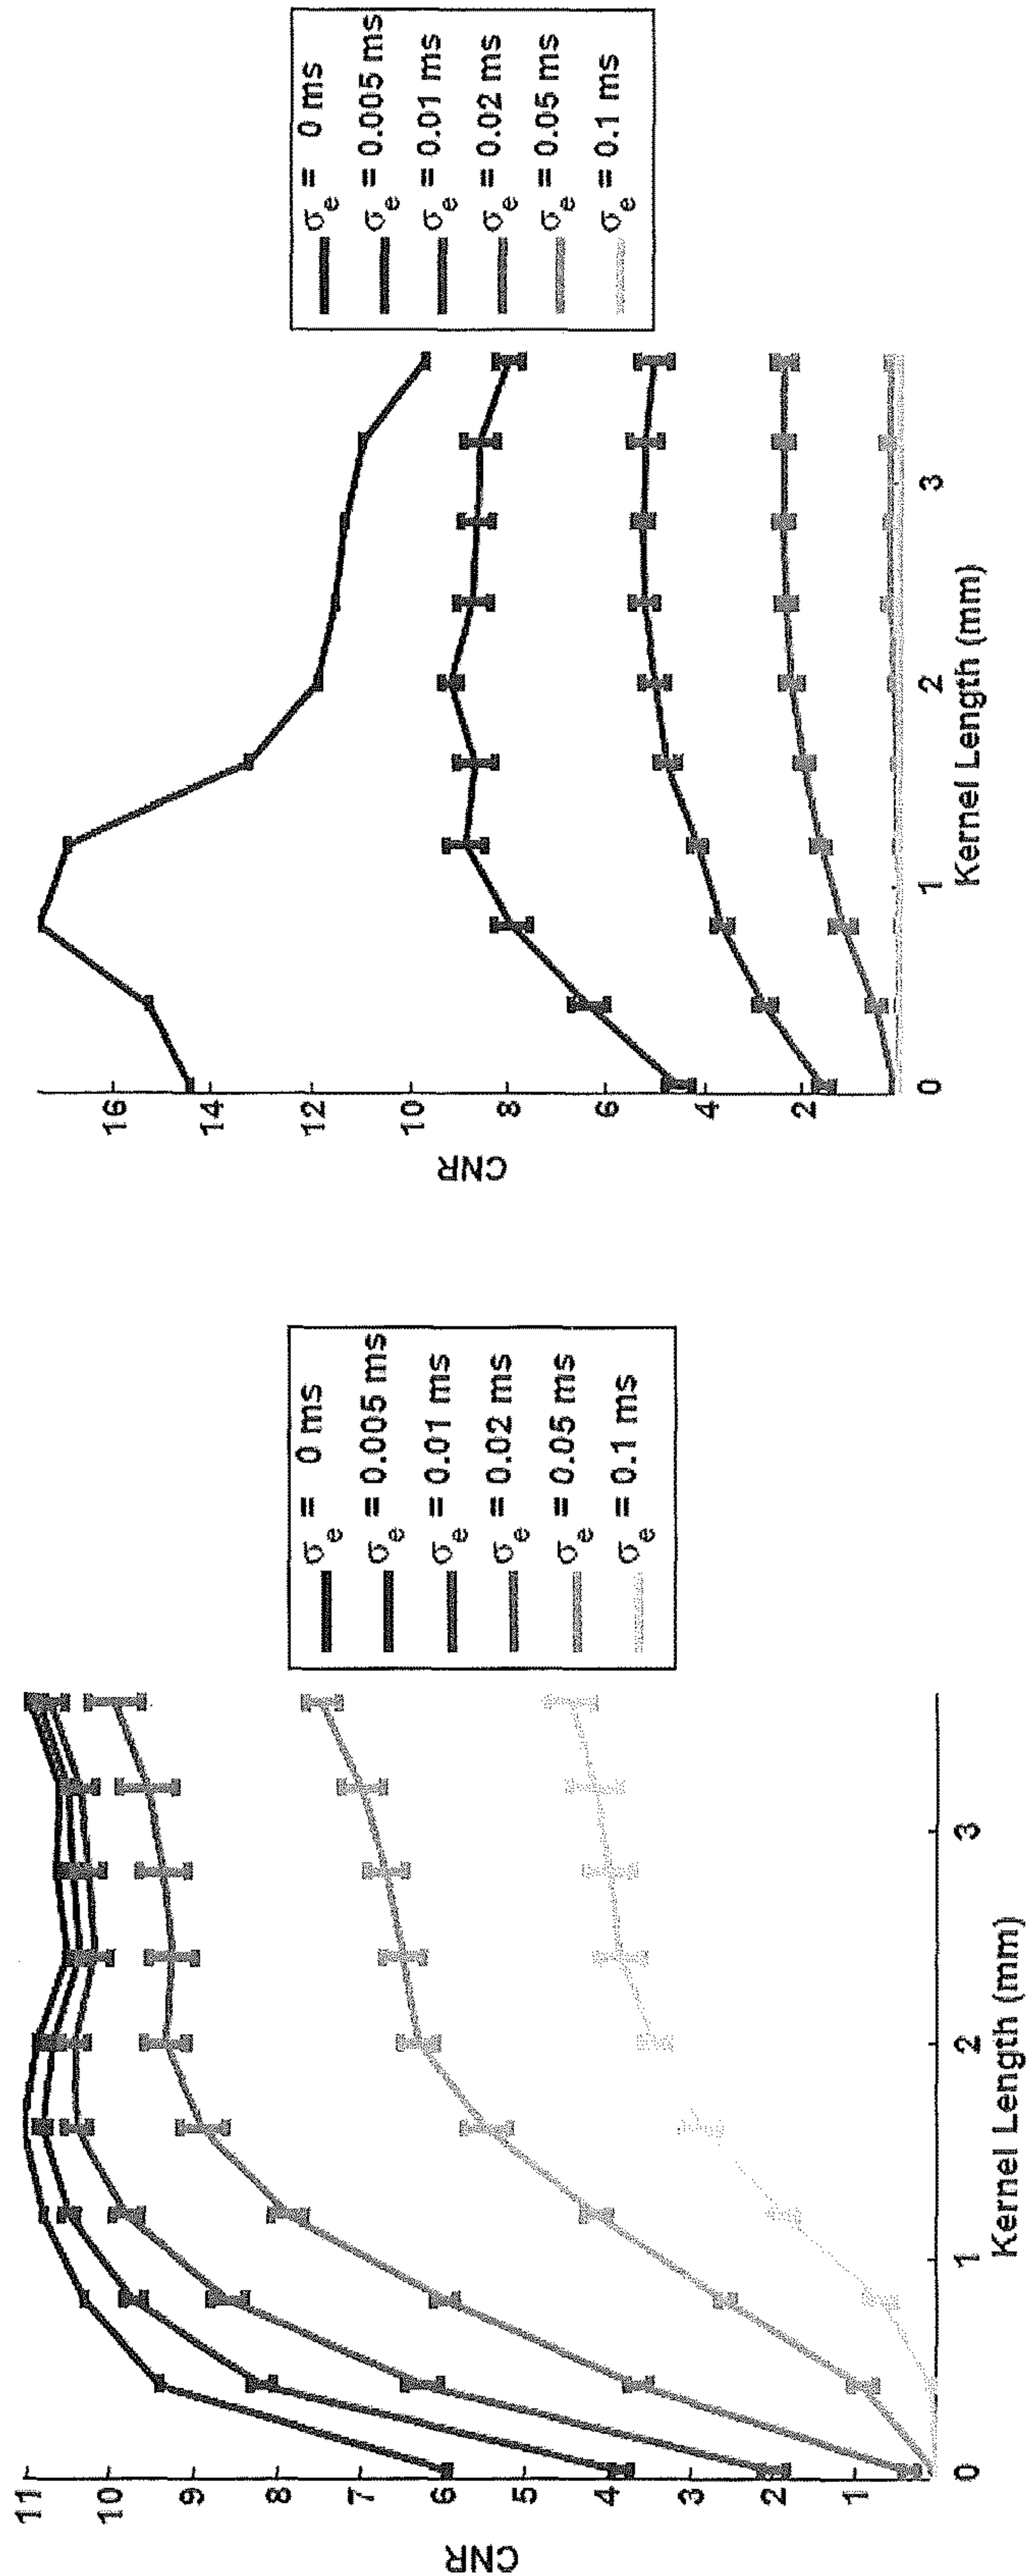 CNR
11
10
9
8
7
6
5
4
3
2
1
0
1
2
3
Kernel Length (mm)
σe = 0 ms
σe = 0.005 ms
σe = 0.01 ms
σe = 0.02 ms
σe = 0.05 ms
σe = 0.1 ms
CNR
16
14
12
10
8
6
4
2
0
1
2
3
Kernel Length (mm)
σe = 0 ms
σe = 0.005 ms
σe = 0.01 ms
σe = 0.02 ms
σe = 0.05 ms
σe = 0.1 ms